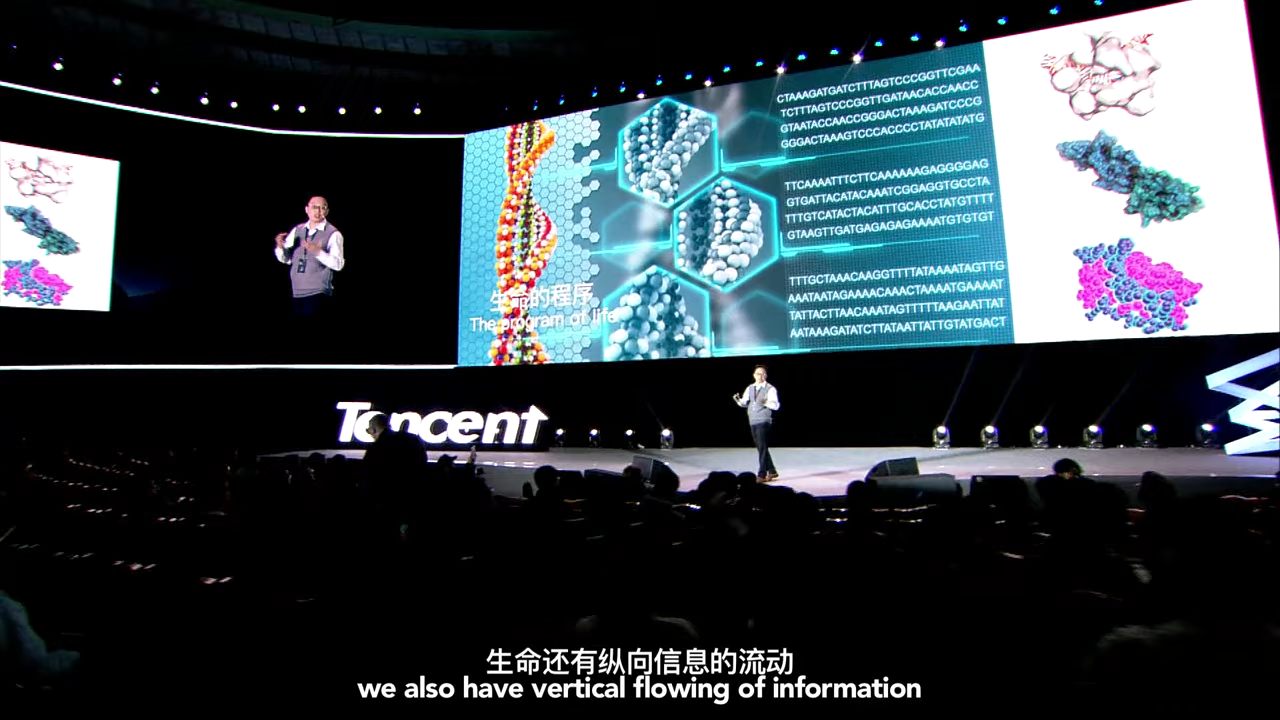 CTAAAGATGATCTTTAGTCCCGGTTCGAA
TCTTTAGTCCCGGTTGATAACACCAACC
GTAATACCAACCGGGACTAAAGATCCCG
GGGACTAAAGTCCCACCCCTATATATATG
TTCAAAATTTCTTCAAAAAAGAGGGGAG
GTGATTACATACAAATCGGAGGTGCCTA
TTTGTCATACTACATTTGCACCTATGTTTT
GTAAGTTGATGAGAGAGAAAATGTGTGT
TTTGCTAAACAAGGTTTTATAAAATAGTTG
AAATAATAGAAACAAACTAAAATGAAAAT
TATTACTTAACAAATAGTTTTTAAGAATTAT
AATAAAGATATCTTATAATTATTGTATGACT
生命的程序
The program of life
Tencent
生命还有纵向信息的流动
we also have vertical flowing of information